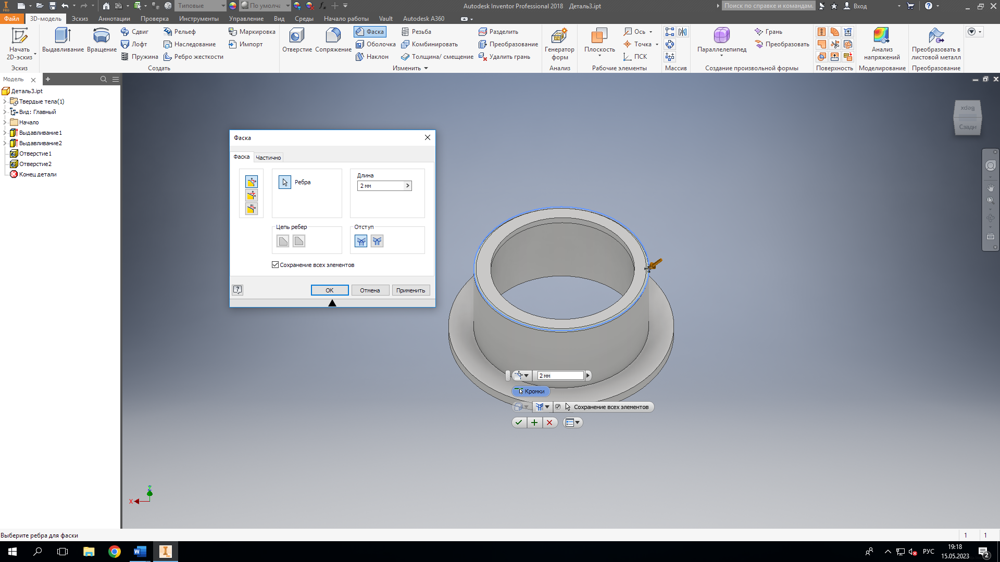 Типовые
По умолча
Autodesk Inventor Professional 2018 Деталь3.ipt
Поиск по справке и командам.
Вход
PRO
Файл 3D-модель Эскиз Аннотации Проверка Инструменты Управление Вид Среды Начало работы Vault Autodesk A360
Начать
2D-эскиз
Эскиз
Выдавливание
Вращение
Сдвиг
Лофт
Пружина
Рельеф
Наследование
Ребро жесткости
Маркировка
Импорт
Создать
Отверстие
Сопряжение
Фаска
Оболочка
Наклон
Резьба
Комбинировать
Толщина/ смещение
Разделить
Преобразование
Удалить грань
Изменить
Генератор
форм
Анализ
Плоскость
Ось
Точка
ПСК
Рабочие элементы
Массив
Параллелепипед
Грань
Преобразовать
Создание произвольной формы
Поверхность
Анализ
напряжений
Моделирование
Преобразовать в
листовой металл
Преобразование
Модель
Деталь3.ipt
Твердые тела(1)
Вид: Главный
Начало
Выдавливание1
Выдавливание2
Отверстие1
Отверстие2
Конец детали
Фаска
Фаска
Частично
Ребра
Длина
2 мм
Цепь ребер
Отступ
Сохранение всех элементов
ОК
Отмена
Применить
Верх
Сзади
2 мм
Кромки
Сохранение всех элементов
X
Выберите ребра для фаски
1 1
РУС
19:18
15.05.2023
2